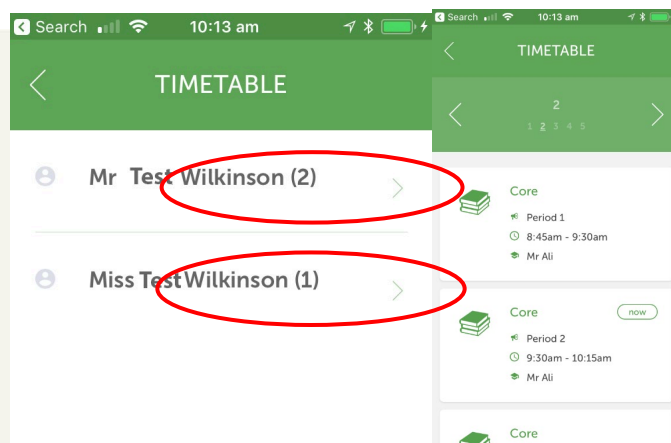 Search 10:13 am
TIMETABLE
Mr Test Wilkinson (2)
Miss Test Wilkinson (1)
Search 10:13 am
TIMETABLE
2
1 2 3 4 5
Core
Period 1
8:45am - 9:30am
Mr Ali
Core now
Period 2
9:30am - 10:15am
Mr Ali
Core